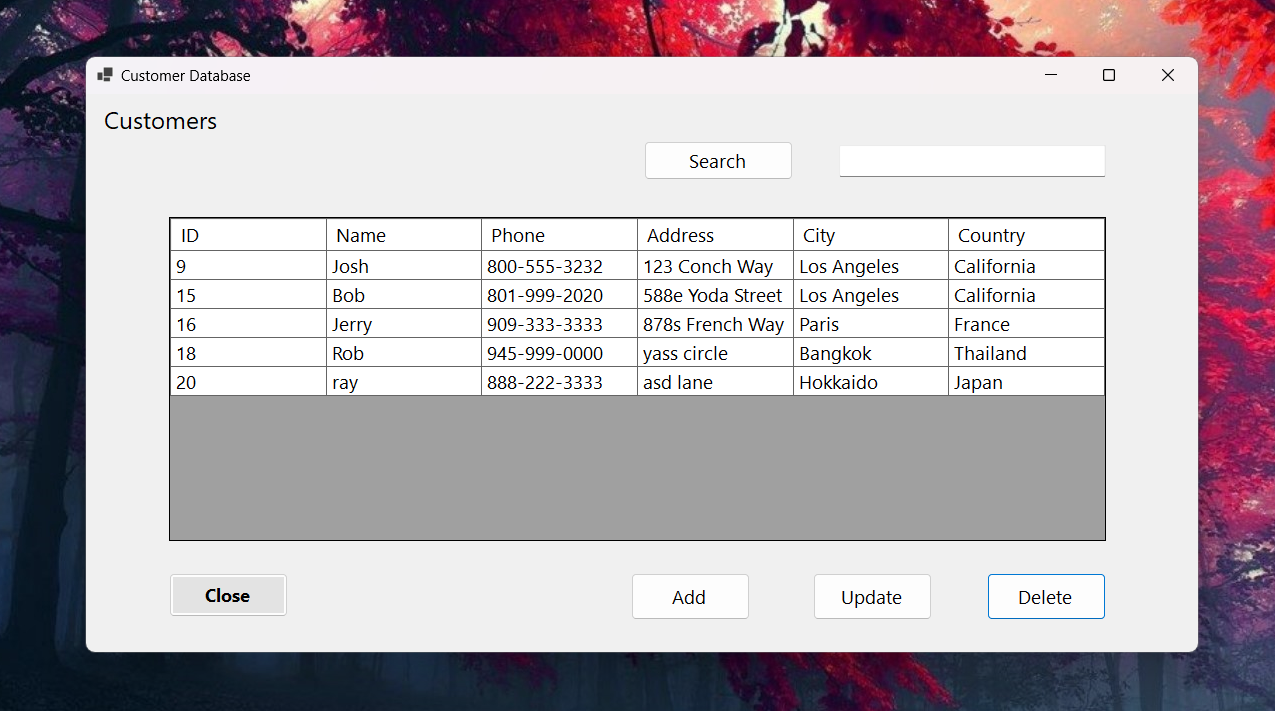 Customer Database
Customers
Search
ID Name Phone Address City Country
9 Josh 800-555-3232 123 Conch Way Los Angeles California
15 Bob 801-999-2020 588e Yoda Street Los Angeles California
16 Jerry 909-333-3333 878s French Way Paris France
18 Rob 945-999-0000 yass circle Bangkok Thailand
20 ray 888-222-3333 asd lane Hokkaido Japan
Close Add Update Delete